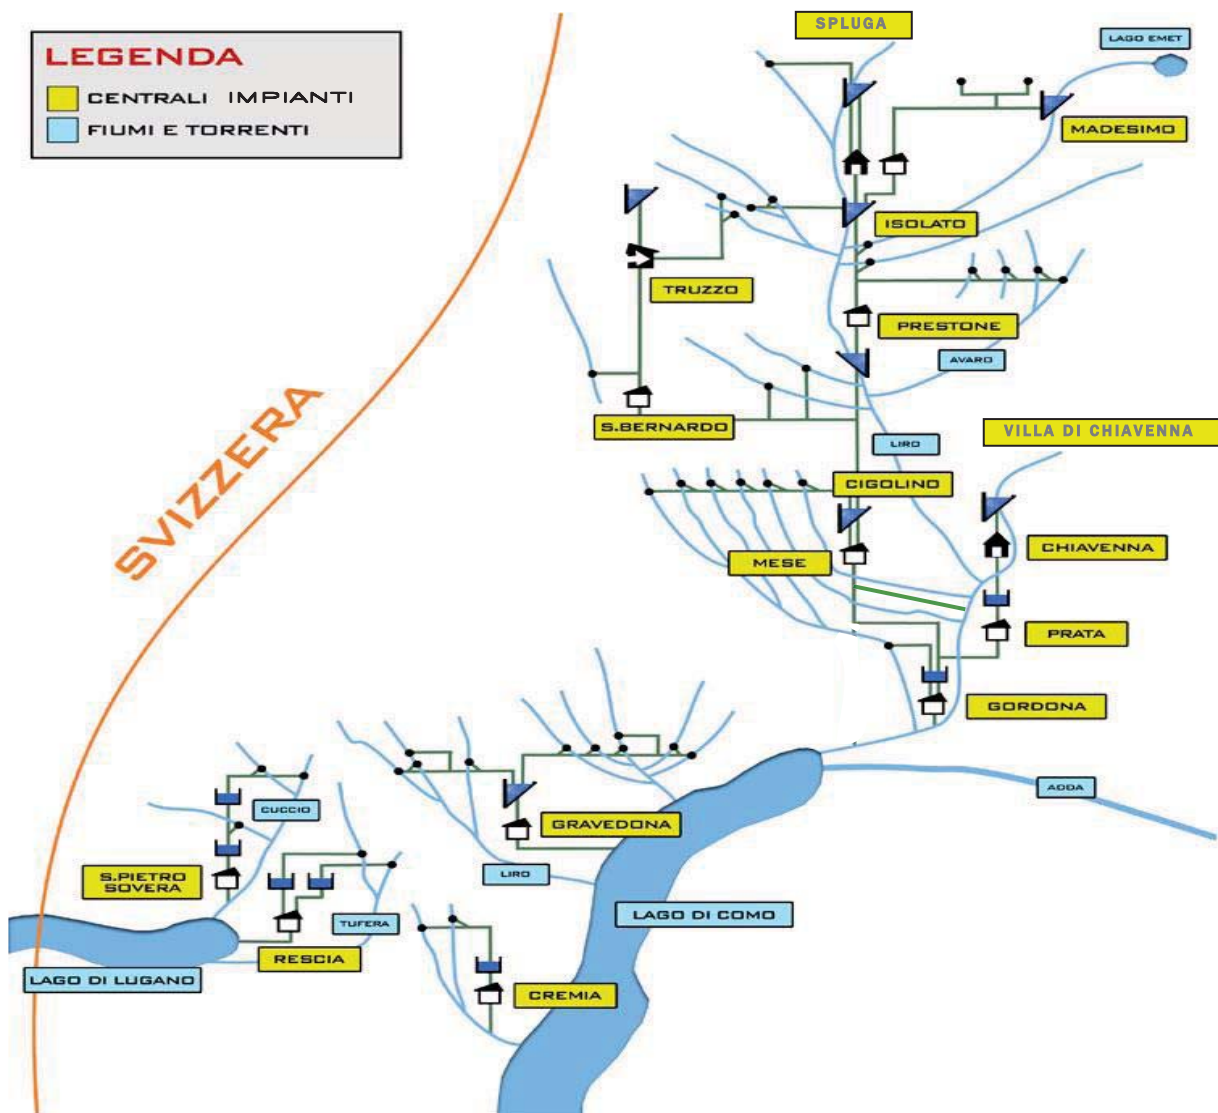 SPLUGA
LAGO EMET
LEGENDA
CENTRALI IMPIANTI
FIUMI E TORRENTI
MADESIMO
ISOLATO
TRUZZO
PRESTONE
AVARO
S.BERNARDO
VILLA DI CHIAVENNA
LIRO
CIGOLINO
SVIZZERA
MESE
CHIAVENNA
PRATA
GORDONA
ADDA
CUCCIO
GRAVEDONA
S.PIETRO
SOVERA
LIRO
TUFERA
LAGO DI COMO
RESCIA
LAGO DI LUGANO
CREMIA